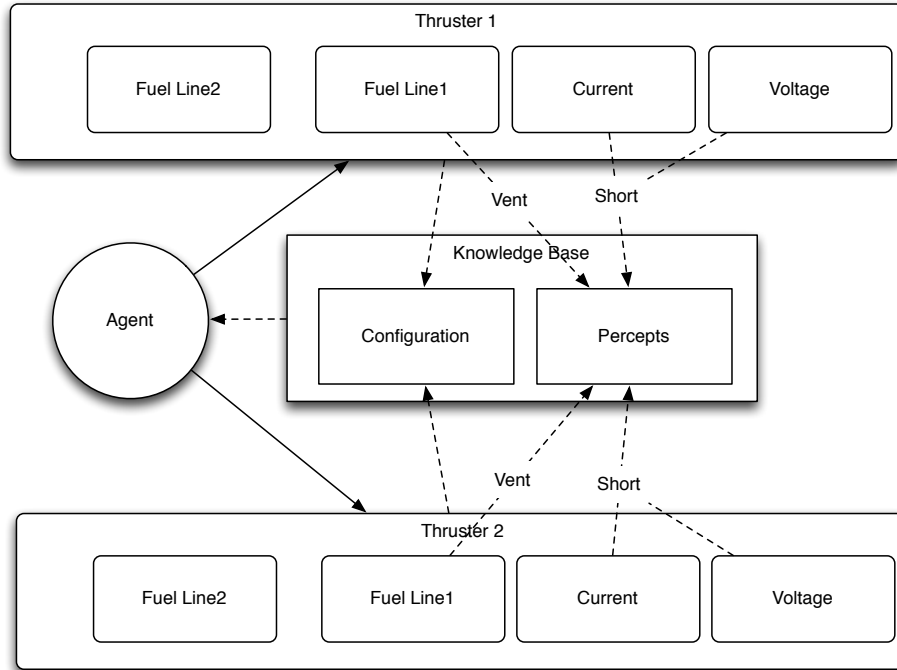 Thruster 1
Fuel Line2
Fuel Line1
Current
Voltage
Vent
Short
Knowledge Base
Agent
Configuration
Percepts
Vent
Short
Thruster 2
Fuel Line2
Fuel Line1
Current
Voltage